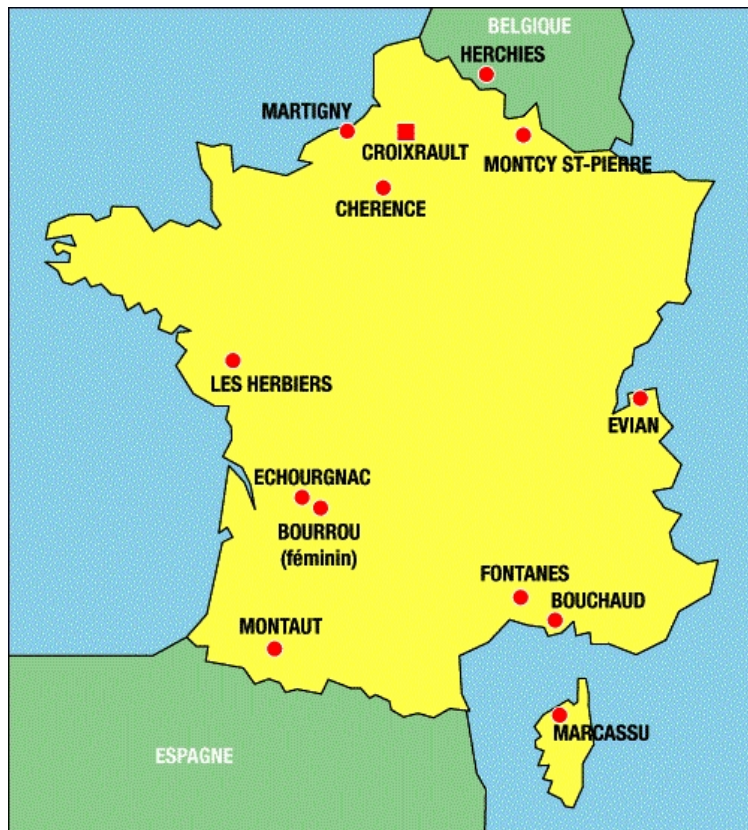 BELGIQUE
HERCHIES
MARTIGNY
CROIXRAULT
MONTCY ST-PIERRE
CHERENCE
LES HERBIERS
EVIAN
ECHOURGNAC
BOURROU
(féminin)
FONTANES
BOUCHAUD
MONTAUT
MARCASSU
ESPAGNE